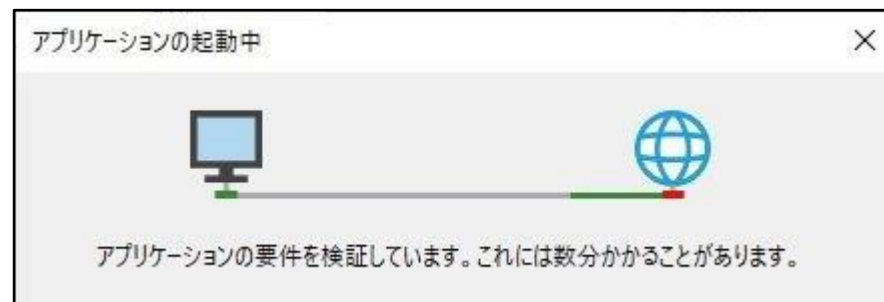 アプリケーションの起動中
アプリケーションの要件を検証しています。これには数分かかることがあります。